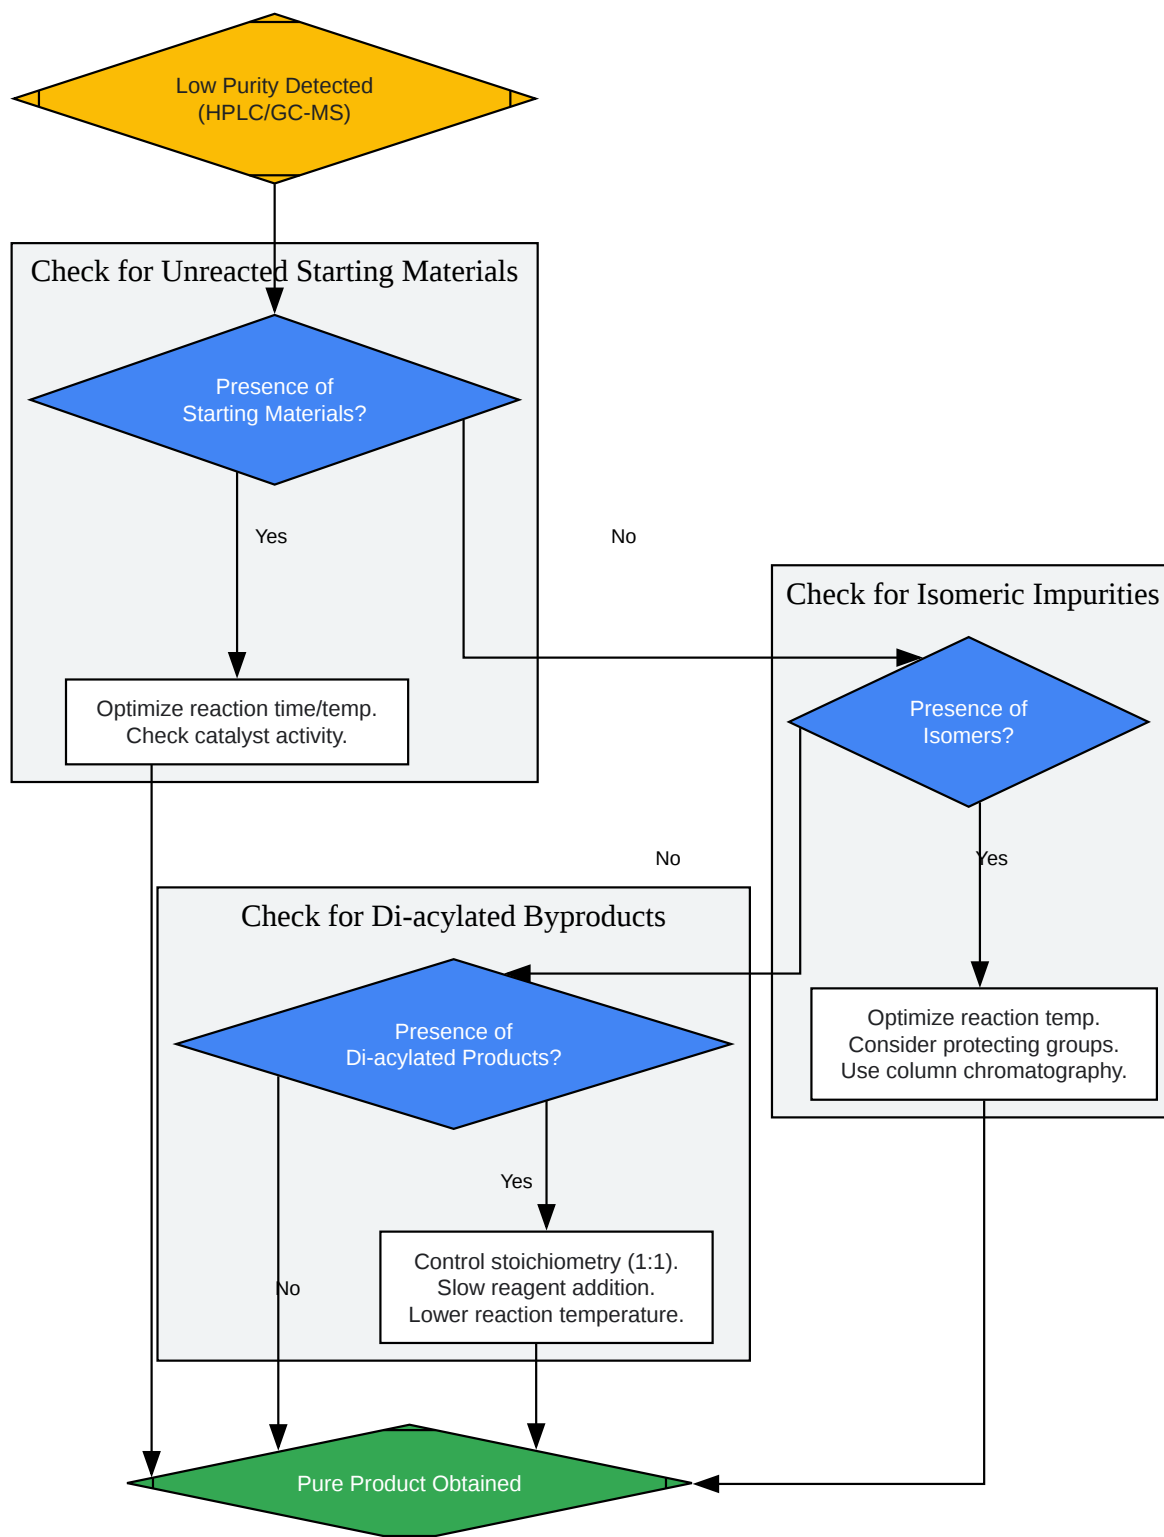 Low Purity Detected
(HPLC/GC-MS)
Check for Unreacted Starting Materials
Presence of
Starting Materials?
Yes
No
Optimize reaction time/temp.
Check catalyst activity.
Check for Isomeric Impurities
Presence of
Isomers?
No
Yes
Optimize reaction temp.
Consider protecting groups.
Use column chromatography.
Check for Di-acylated Byproducts
Presence of
Di-acylated Products?
Yes
No
Control stoichiometry (1:1).
Slow reagent addition.
Lower reaction temperature.
Pure Product Obtained